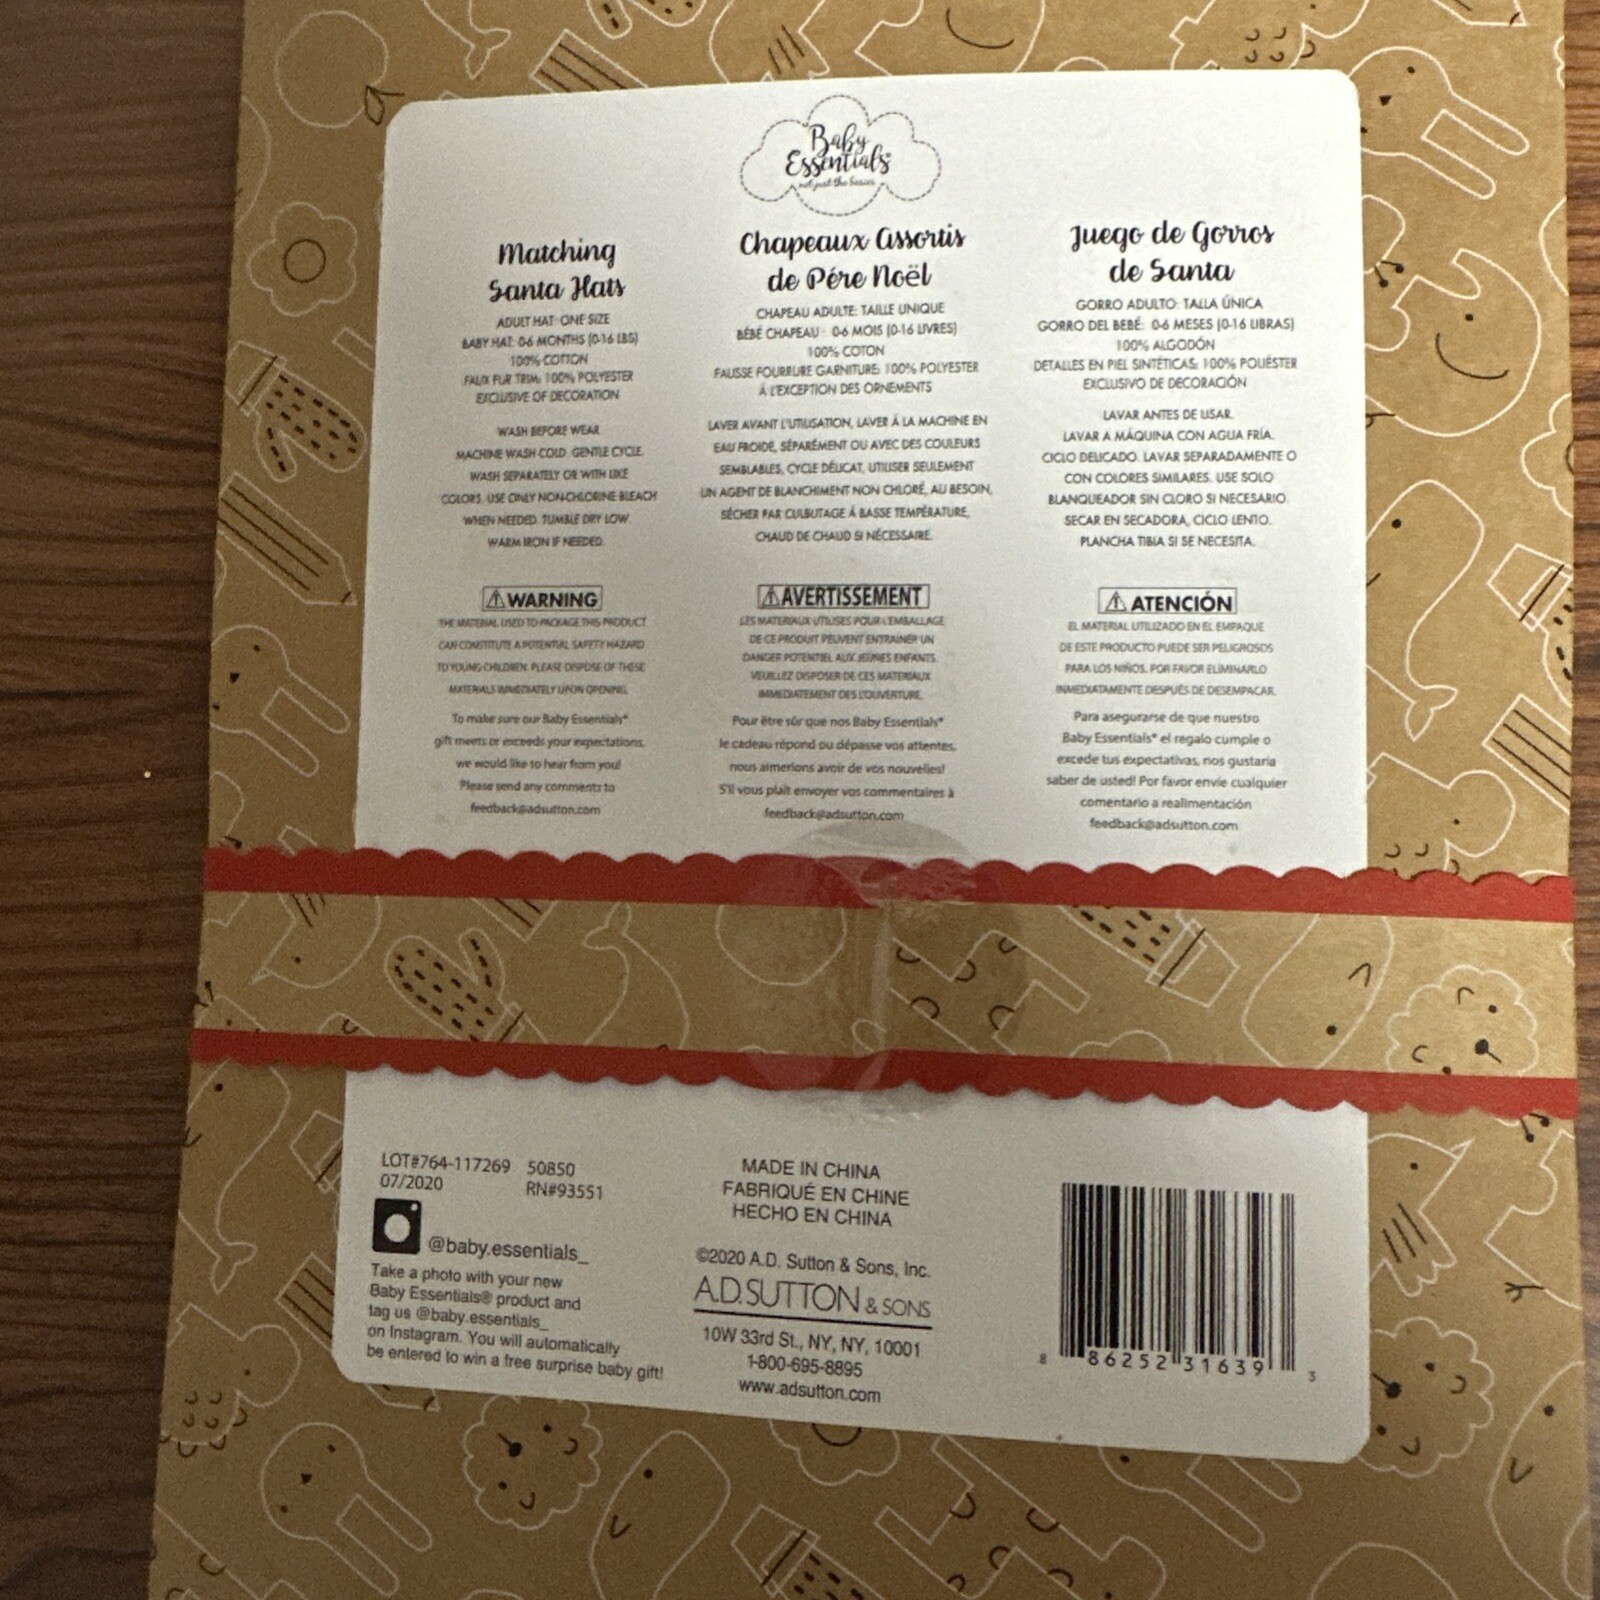 Baby
Essentials®
not just the basics
Matching
Santa Hats
ADULT HAT: ONE SIZE
BABY HAT: 0-6 MONTHS (0-16 LBS)
100% COTTON
FAUX FUR TRIM: 100% POLYESTER
EXCLUSIVE OF DECORATION
WASH BEFORE WEAR.
MACHINE WASH COLD. GENTLE CYCLE.
WASH SEPARATELY OR WITH LIKE
COLORS. USE ONLY NON-CHLORINE BLEACH
WHEN NEEDED. TUMBLE DRY LOW.
WARM IRON IF NEEDED.
⚠WARNING
THE MATERIAL USED TO PACKAGE THIS PRODUCT
CAN CONSTITUTE A POTENTIAL SAFETY HAZARD
TO YOUNG CHILDREN. PLEASE DISPOSE OF THESE
MATERIALS IMMEDIATELY UPON OPENING.
To make sure our Baby Essentials®
gift meets or exceeds your expectations,
we would like to hear from you!
Please send any comments to
feedback@adsutton.com
Chapeaux Assortis
de Pére Noël
CHAPEAU ADULTE: TAILLE UNIQUE
BÉBÉ CHAPEAU : 0-6 MOIS (0-16 LIVRES)
100% COTON
FAUSSE FOURRURE GARNITURE: 100% POLYESTER
Á L'EXCEPTION DES ORNEMENTS
LAVER AVANT L'UTILISATION, LAVER Á LA MACHINE EN
EAU FROIDE, SÉPARÉMENT OU AVEC DES COULEURS
SEMBLABLES, CYCLE DÉLICAT, UTILISER SEULEMENT
UN AGENT DE BLANCHIMENT NON CHLORÉ, AU BESOIN,
SÉCHER PAR CULBUTAGE Á BASSE TEMPÉRATURE,
CHAUD DE CHAUD SI NÉCESSAIRE.
⚠AVERTISSEMENT
LES MATERIAUX UTILISES POUR L'EMBALLAGE
DE CE PRODUIT PEUVENT ENTRAINER UN
DANGER POTENTIEL AUX JEUNES ENFANTS.
VEUILLEZ DISPOSER DE CES MATERIAUX
IMMEDIATEMENT DES L'OUVERTURE.
Pour être sûr que nos Baby Essentials®
le cadeau répond ou dépasse vos attentes,
nous aimerions avoir de vos nouvelles!
S'il vous plaît envoyer vos commentaires à
feedback@adsutton.com
Juego de Gorros
de Santa
GORRO ADULTO: TALLA ÚNICA
GORRO DEL BEBÉ: 0-6 MESES (0-16 LIBRAS)
100% ALGODÓN
DETALLES EN PIEL SINTÉTICAS: 100% POLIÉSTER
EXCLUSIVO DE DECORACIÓN
LAVAR ANTES DE USAR.
LAVAR A MÁQUINA CON AGUA FRÍA.
CICLO DELICADO. LAVAR SEPARADAMENTE O
CON COLORES SIMILARES. USE SOLO
BLANQUEADOR SIN CLORO SI NECESARIO.
SECAR EN SECADORA, CICLO LENTO.
PLANCHA TIBIA SI SE NECESITA.
⚠ ATENCIÓN
EL MATERIAL UTILIZADO EN EL EMPAQUE
DE ESTE PRODUCTO PUEDE SER PELIGROSOS
PARA LOS NIÑOS. POR FAVOR ELIMINARLO
INMEDIATAMENTE DESPUÉS DE DESEMPACAR.
Para asegurarse de que nuestro
Baby Essentials® el regalo cumple o
excede tus expectativas, nos gustaría
saber de usted! Por favor envíe cualquier
comentario a realimentación
feedback@adsutton.com
LOT#764-117269 50850
07/2020 RN#93551
@baby.essentials_
Take a photo with your new
Baby Essentials® product and
tag us @baby.essentials_
on Instagram. You will automatically
be entered to win a free surprise baby gift!
MADE IN CHINA
FABRIQUÉ EN CHINE
HECHO EN CHINA
©2020 A.D. Sutton & Sons, Inc.
A.D.SUTTON & SONS
10W 33rd St., NY, NY, 10001
1-800-695-8895
www.adsutton.com
8 86252 31639 3